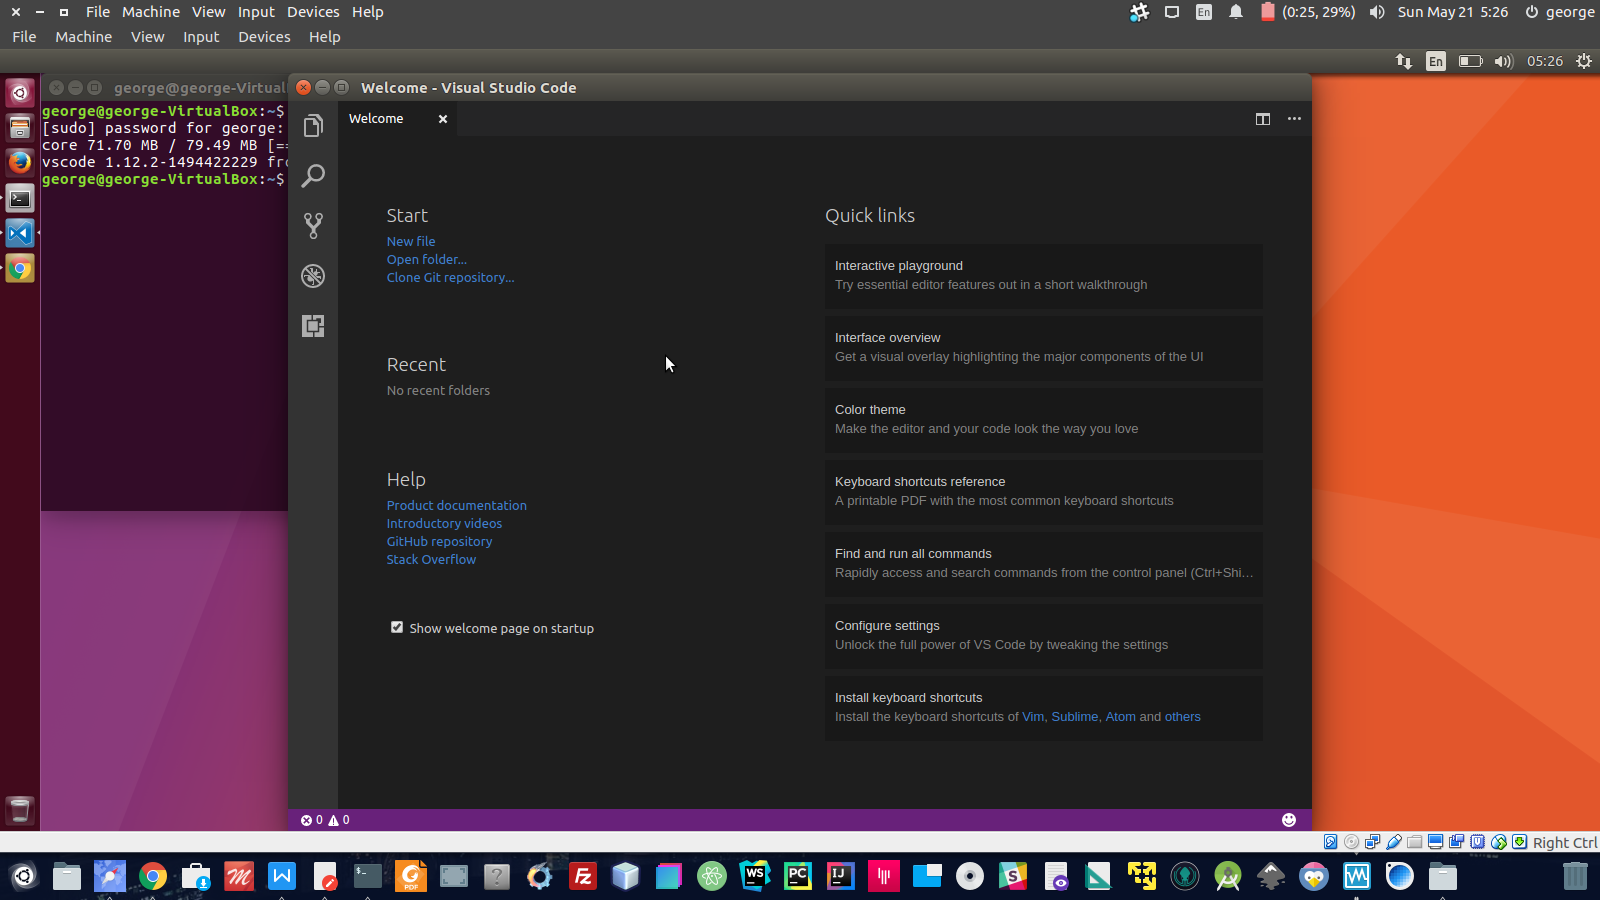 File Machine View Input Devices Help
En (0:25, 29%) Sun May 21 5:26 george
File Machine View Input Devices Help
En 05:26
george@george-Virtual
Welcome - Visual Studio Code
george@george-VirtualBox:~$
[sudo] password for george:
core 71.70 MB / 79.49 MB [==
vscode 1.12.2-1494422229 fro
george@george-VirtualBox:~$
Welcome
Start
New file
Open folder...
Clone Git repository...
Recent
No recent folders
Help
Product documentation
Introductory videos
GitHub repository
Stack Overflow
Show welcome page on startup
Quick links
Interactive playground
Try essential editor features out in a short walkthrough
Interface overview
Get a visual overlay highlighting the major components of the UI
Color theme
Make the editor and your code look the way you love
Keyboard shortcuts reference
A printable PDF with the most common keyboard shortcuts
Find and run all commands
Rapidly access and search commands from the control panel (Ctrl+Shi...
Configure settings
Unlock the full power of VS Code by tweaking the settings
Install keyboard shortcuts
Install the keyboard shortcuts of Vim, Sublime, Atom and others
0 0
Right Ctrl
W PDF ? FZ WS PC IJ S